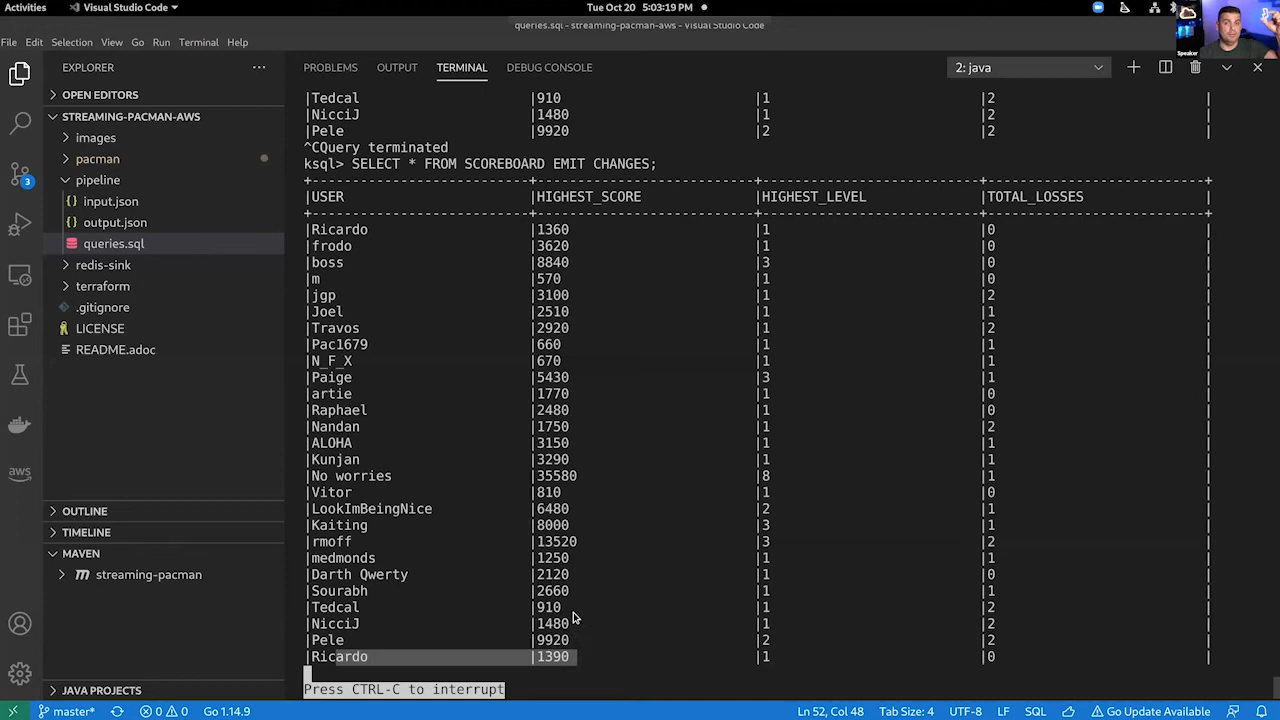 Activities Visual Studio Code Tue Oct 20 5:03:19 PM
queries.sql - streaming-pacman-aws - Visual Studio Code
Speaker
File Edit Selection View Go Run Terminal Help
EXPLORER ··· PROBLEMS OUTPUT TERMINAL DEBUG CONSOLE 2: java
OPEN EDITORS
STREAMING-PACMAN-AWS
images
pacman
pipeline
input.json
output.json
queries.sql
redis-sink
terraform
.gitignore
LICENSE
README.adoc
3
aws
OUTLINE
TIMELINE
MAVEN
streaming-pacman
JAVA PROJECTS
|Tedcal |910 |1 |2 |
|NicciJ |1480 |1 |2 |
|Pele |9920 |2 |2 |
^CQuery terminated
ksql> SELECT * FROM SCOREBOARD EMIT CHANGES;
|USER |HIGHEST_SCORE |HIGHEST_LEVEL |TOTAL_LOSSES |
|Ricardo |1360 |1 |0 |
|frodo |3620 |1 |0 |
|boss |8840 |3 |0 |
|m |570 |1 |0 |
|jgp |3100 |1 |2 |
|Joel |2510 |1 |1 |
|Travos |2920 |1 |2 |
|Pac1679 |660 |1 |1 |
|N_F_X |670 |1 |1 |
|Paige |5430 |3 |1 |
|artie |1770 |1 |0 |
|Raphael |2480 |1 |0 |
|Nandan |1750 |1 |2 |
|ALOHA |3150 |1 |1 |
|Kunjan |3290 |1 |1 |
|No worries |35580 |8 |1 |
|Vitor |810 |1 |0 |
|LookImBeingNice |6480 |2 |1 |
|Kaiting |8000 |3 |1 |
|rmoff |13520 |3 |2 |
|medmonds |1250 |1 |1 |
|Darth Qwerty |2120 |1 |0 |
|Sourabh |2660 |1 |1 |
|Tedcal |910 |1 |2 |
|NicciJ |1480 |1 |2 |
|Pele |9920 |2 |2 |
|Ricardo |1390 |1 |0 |
Press CTRL-C to interrupt
master* 0 0 Go 1.14.9 Ln 52, Col 48 Tab Size: 4 UTF-8 LF SQL Go Update Available